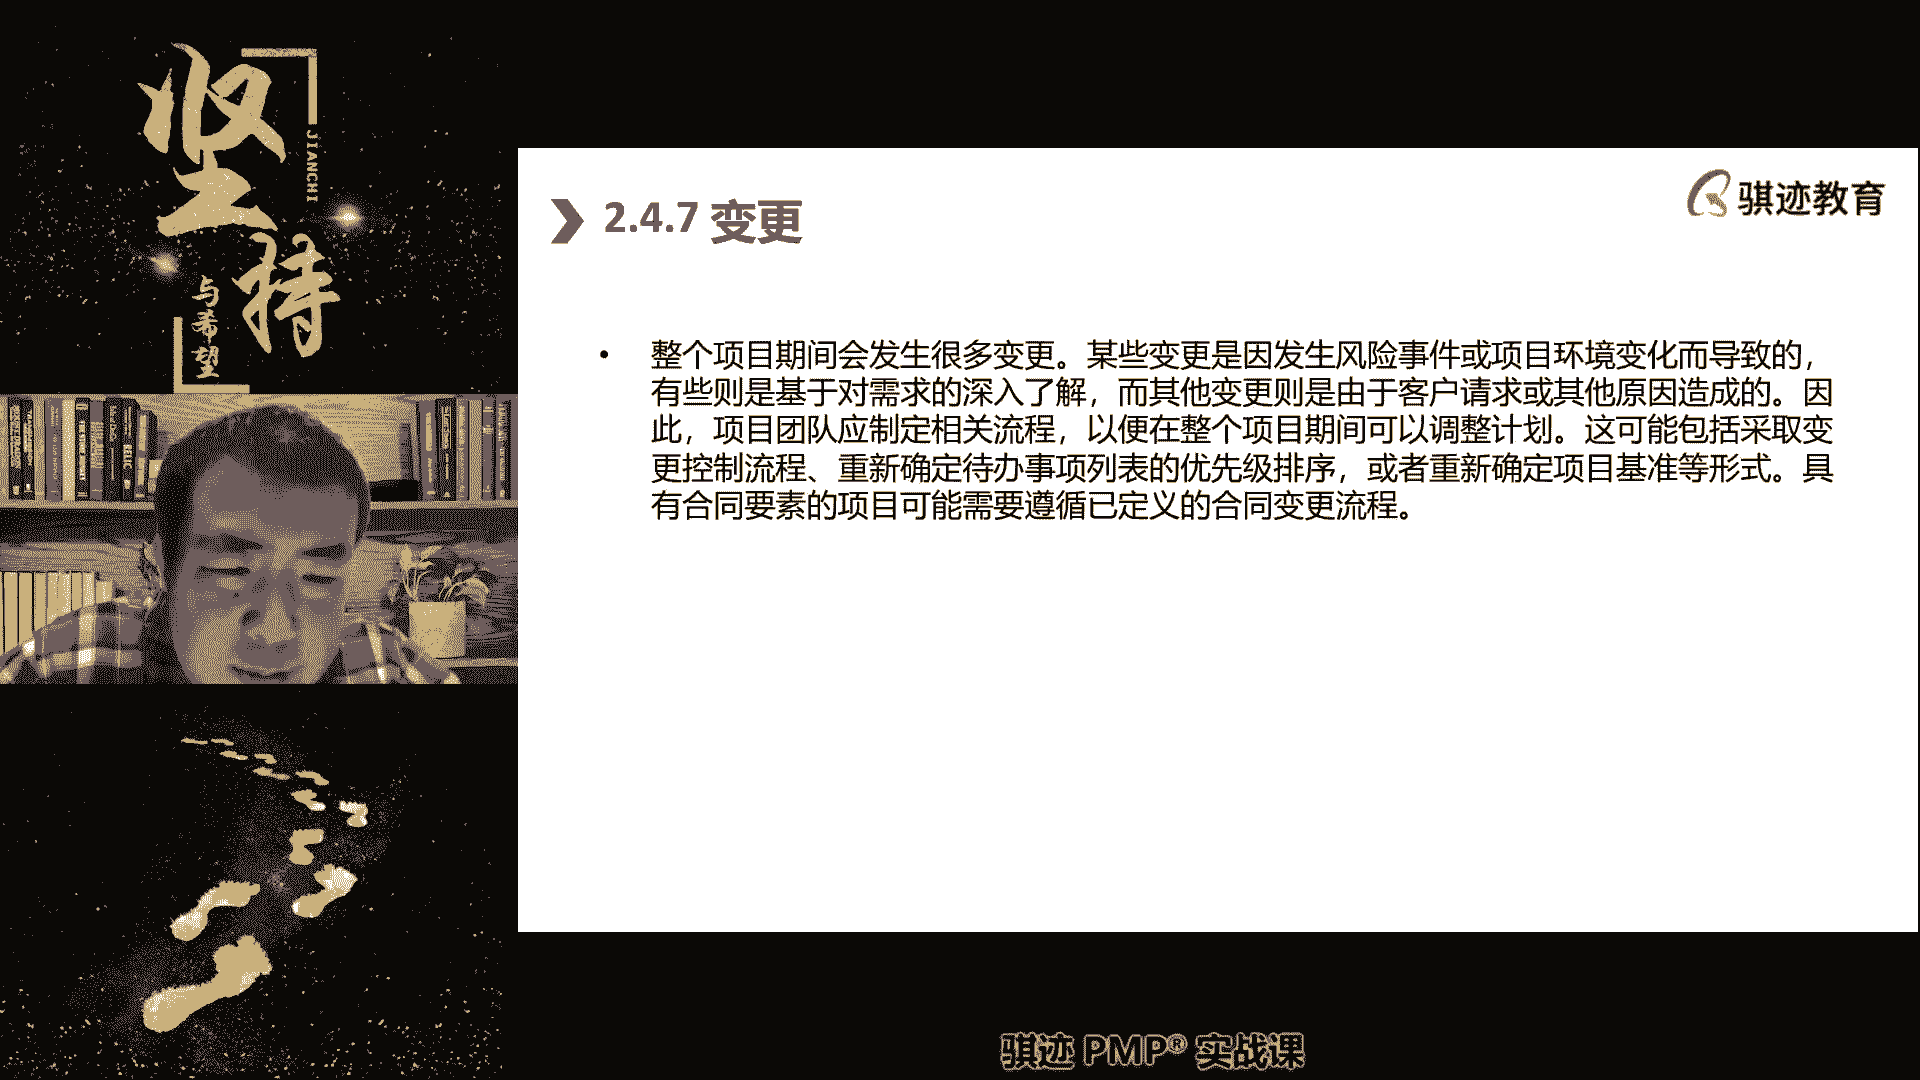 坚持
JIANCHI
与希望
骐迹教育
2.4.7 变更
• 整个项目期间会发生很多变更。某些变更是因发生风险事件或项目环境变化而导致的，
有些则是基于对需求的深入了解，而其他变更则是由于客户请求或其他原因造成的。因
此，项目团队应制定相关流程，以便在整个项目期间可以调整计划。这可能包括采取变
更控制流程、重新确定待办事项列表的优先级排序，或者重新确定项目基准等形式。具
有合同要素的项目可能需要遵循已定义的合同变更流程。
骐迹 PMP® 实战课